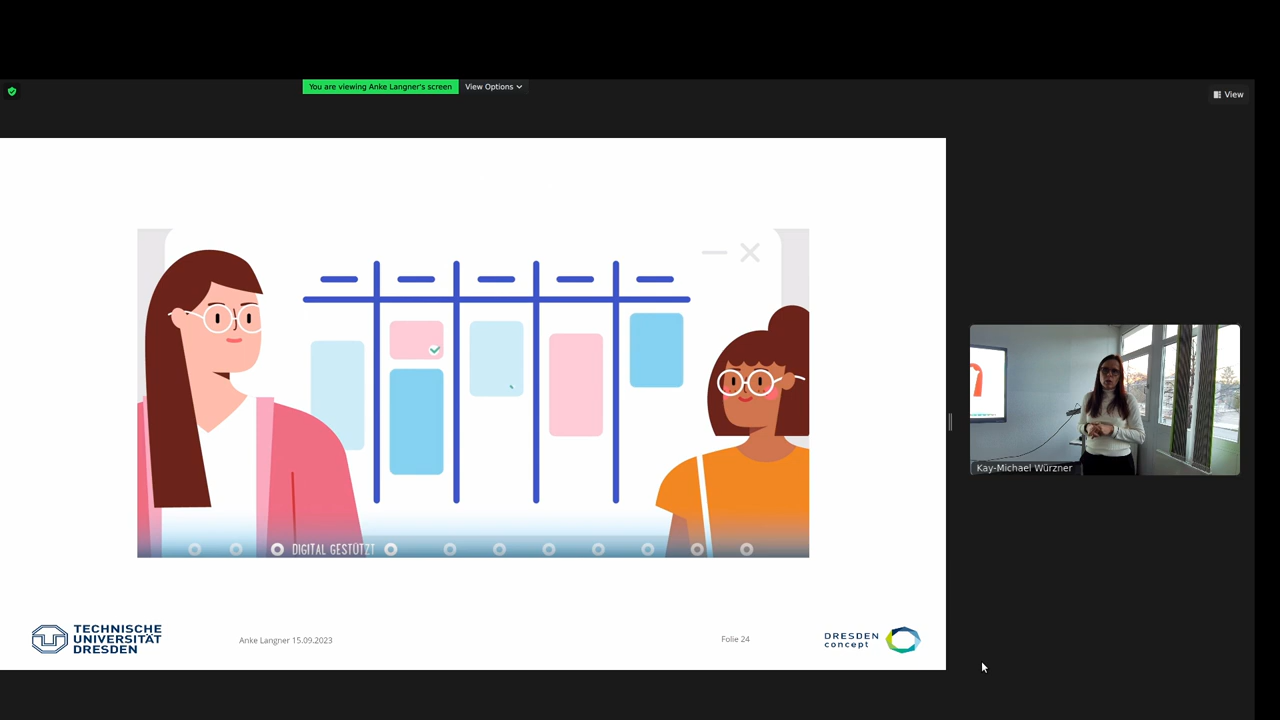 You are viewing Anke Langner's screen
View Options
View
Kay-Michael Würzner
DIGITAL GESTÜTZT
TECHNISCHE
UNIVERSITÄT
DRESDEN
Anke Langner 15.09.2023
Folie 24
DRESDEN
concept